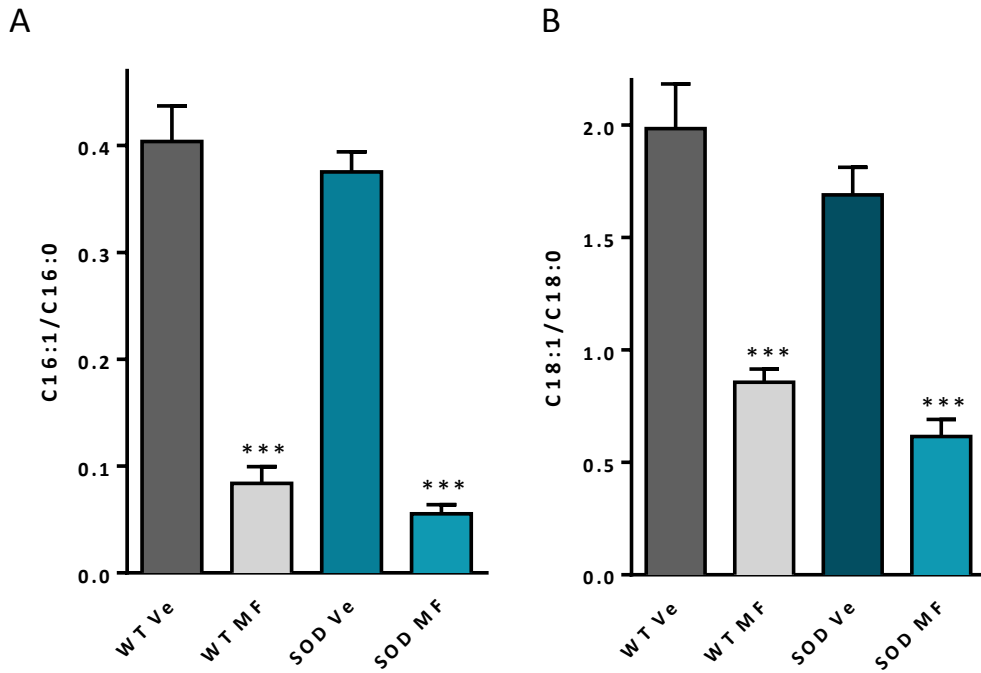 A
C16:1/C16:0
0.4
0.3
0.2
0.1
0.0
***
***
WT Ve
WT MF
SOD Ve
SOD MF
B
C18:1/C18:0
2.0
1.5
1.0
0.5
0.0
***
***
WT Ve
WT MF
SOD Ve
SOD MF